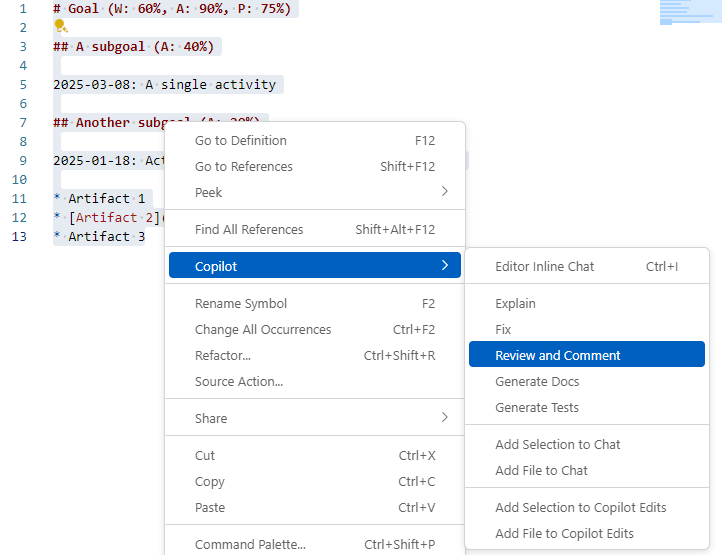 1 # Goal (W: 60%, A: 90%, P: 75%)
2
3 ## A subgoal (A: 40%)
4
5 2025-03-08: A single activity
6
7 ## Another subgoal (A: 20%)
8
9 2025-01-18: Act
10
11 * Artifact 1
12 * [Artifact 2](
13 * Artifact 3
Go to Definition F12
Go to References Shift+F12
Peek
Find All References Shift+Alt+F12
Copilot
Rename Symbol F2
Change All Occurrences Ctrl+F2
Refactor... Ctrl+Shift+R
Source Action...
Share
Cut Ctrl+X
Copy Ctrl+C
Paste Ctrl+V
Command Palette... Ctrl+Shift+P
Editor Inline Chat Ctrl+I
Explain
Fix
Review and Comment
Generate Docs
Generate Tests
Add Selection to Chat
Add File to Chat
Add Selection to Copilot Edits
Add File to Copilot Edits